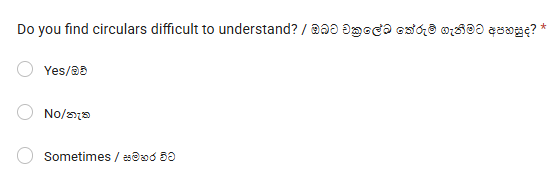 Do you find circulars difficult to understand? / ඔබට චක්‍රලේඛ තේරුම් ගැනීමට අපහසුද? *
Yes/ඔව්
No/නැත
Sometimes / සමහර විට